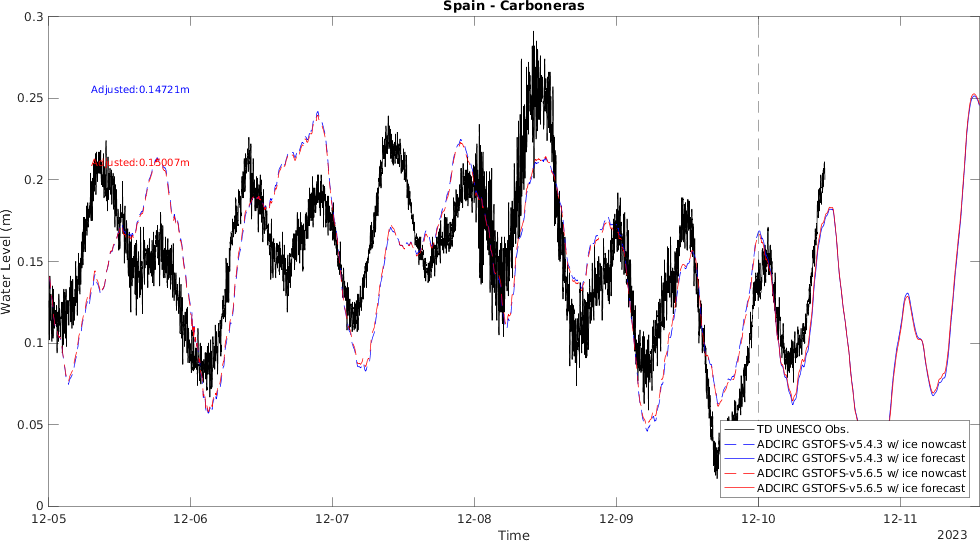 Spain - Carboneras
0.3
0.25
0.2
0.15
0.1
0.05
0
Water Level (m)
Adjusted:0.14721m
Adjusted:0.15007m
TD UNESCO Obs.
ADCIRC GSTOFS-v5.4.3 w/ ice nowcast
ADCIRC GSTOFS-v5.4.3 w/ ice forecast
ADCIRC GSTOFS-v5.6.5 w/ ice nowcast
ADCIRC GSTOFS-v5.6.5 w/ ice forecast
12-05
12-06
12-07
12-08
12-09
12-10
12-11
Time
2023